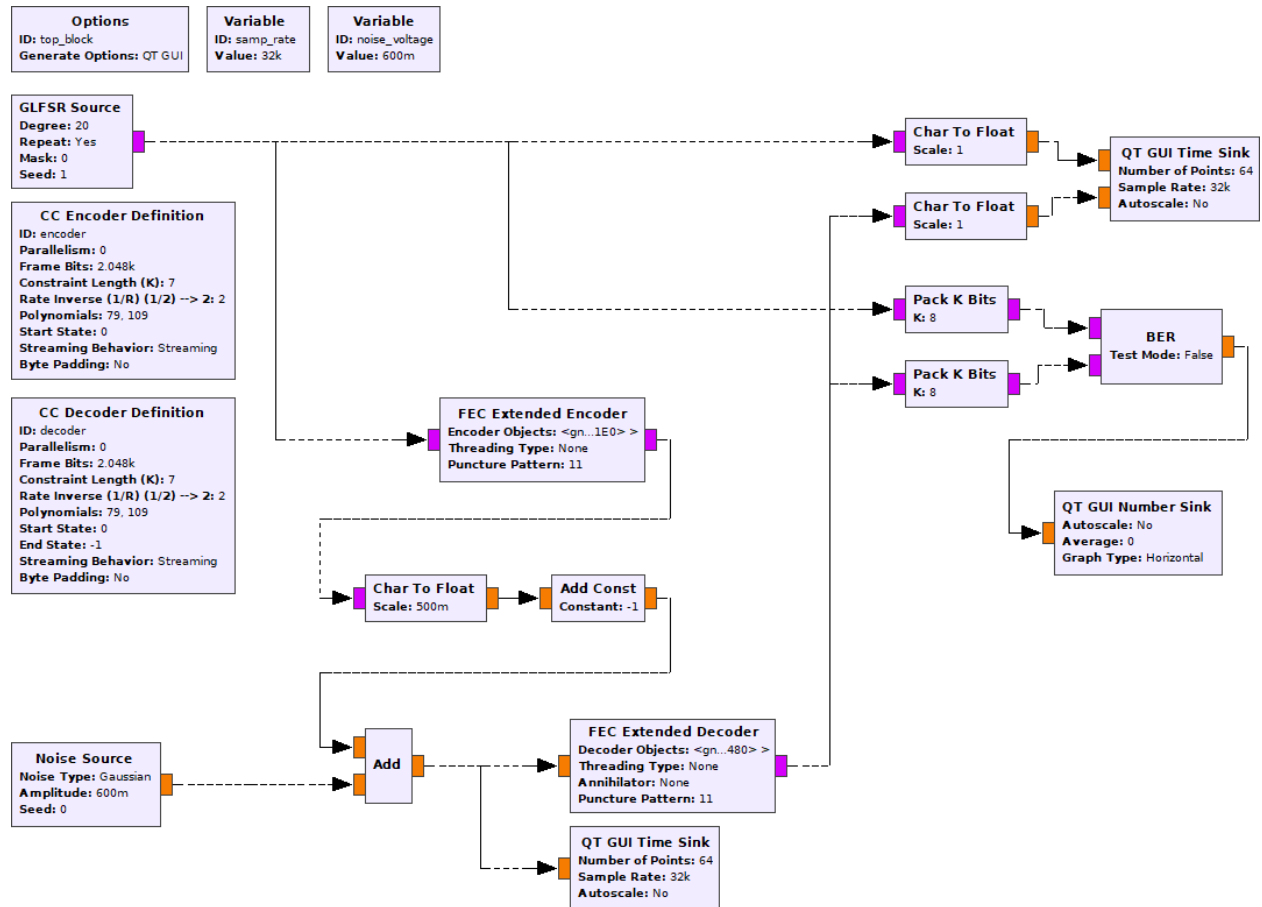 Options
ID: top_block
Generate Options: QT GUI
Variable
ID: samp_rate
Value: 32k
Variable
ID: noise_voltage
Value: 600m
GLFSR Source
Degree: 20
Repeat: Yes
Mask: 0
Seed: 1
Char To Float
Scale: 1
QT GUI Time Sink
Number of Points: 64
Sample Rate: 32k
Autoscale: No
Char To Float
Scale: 1
CC Encoder Definition
ID: encoder
Parallelism: 0
Frame Bits: 2.048k
Constraint Length (K): 7
Rate Inverse (1/R) (1/2) --> 2: 2
Polynomials: 79, 109
Start State: 0
Streaming Behavior: Streaming
Byte Padding: No
Pack K Bits
K: 8
BER
Test Mode: False
Pack K Bits
K: 8
CC Decoder Definition
ID: decoder
Parallelism: 0
Frame Bits: 2.048k
Constraint Length (K): 7
Rate Inverse (1/R) (1/2) --> 2: 2
Polynomials: 79, 109
Start State: 0
End State: -1
Streaming Behavior: Streaming
Byte Padding: No
FEC Extended Encoder
Encoder Objects: <gn...1E0> >
Threading Type: None
Puncture Pattern: 11
QT GUI Number Sink
Autoscale: No
Average: 0
Graph Type: Horizontal
Char To Float
Scale: 500m
Add Const
Constant: -1
Noise Source
Noise Type: Gaussian
Amplitude: 600m
Seed: 0
Add
FEC Extended Decoder
Decoder Objects: <gn...480> >
Threading Type: None
Annihilator: None
Puncture Pattern: 11
QT GUI Time Sink
Number of Points: 64
Sample Rate: 32k
Autoscale: No